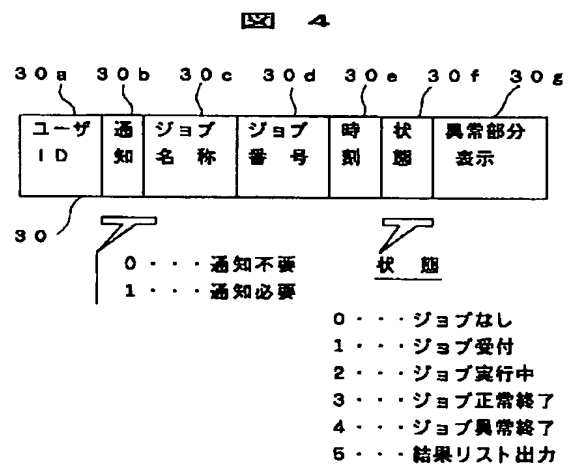 図 4
30a 30b 30c 30d 30e 30f 30g
ユーザ 通 ジョブ ジョブ 時 状 異常部分
ID 知 名称 番号 刻 態 表示
30
0・・・通知不要
1・・・通知必要
状態
0・・・ジョブなし
1・・・ジョブ受付
2・・・ジョブ実行中
3・・・ジョブ正常終了
4・・・ジョブ異常終了
5・・・結果リスト出力